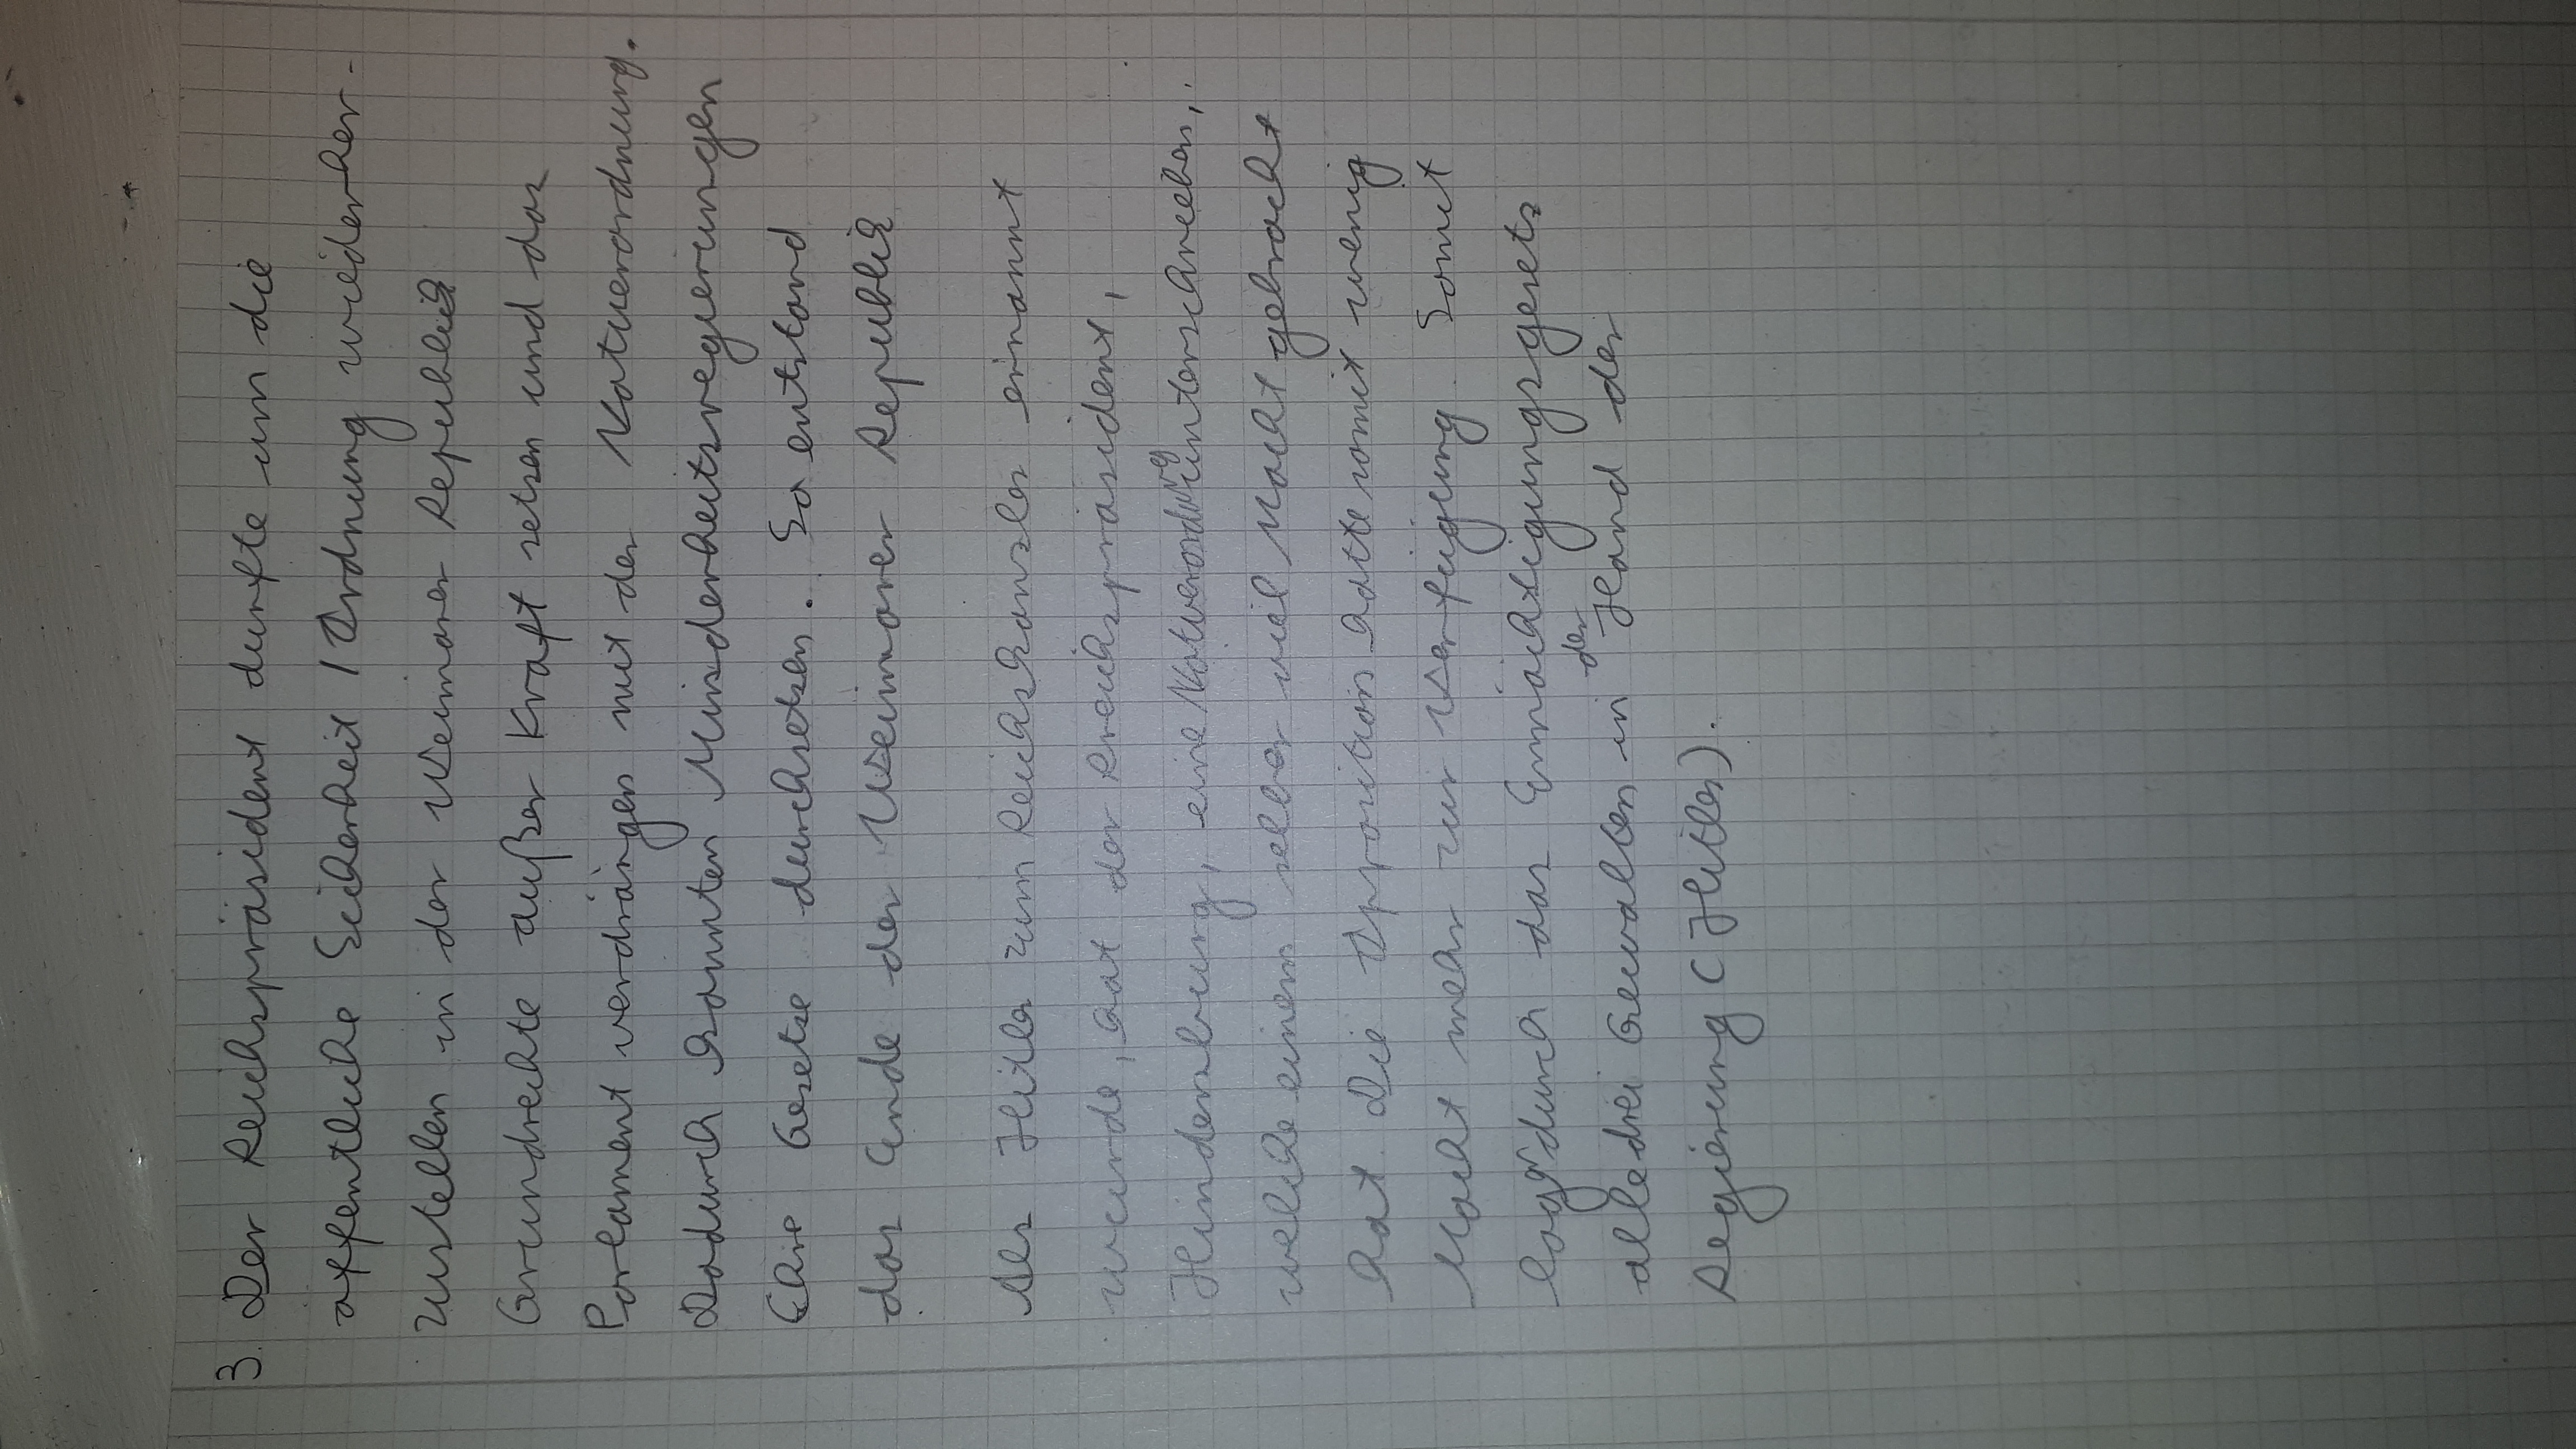 3. Der Reichspräsident durfte um die
öffentliche Sicherheit / Ordnung wiederher-
zustellen in der Weimarer Republik
Grundrechte außer Kraft setzen und das
Parlament verdrängen mit der Notverordnung.
Dadurch konnten Minderheitsregierungen
Ehre Gesetze durchsetzen. So entstand
das Ende der Weimarer Republik
Als Hitler zum Reichskanzler ernannt
wurde, hat der Reichspräsident,
Hindenburg, eine Notverordnung unterschrieben,
welche einem selber viel Macht gebracht
hat. Die Opposition hatte somit wenig
Macht mehr zur Verfügung. Somit
lag durch das Ermächtigungsgesetz
alle drei Gewalten in der Hand der
Regierung (Hitler).